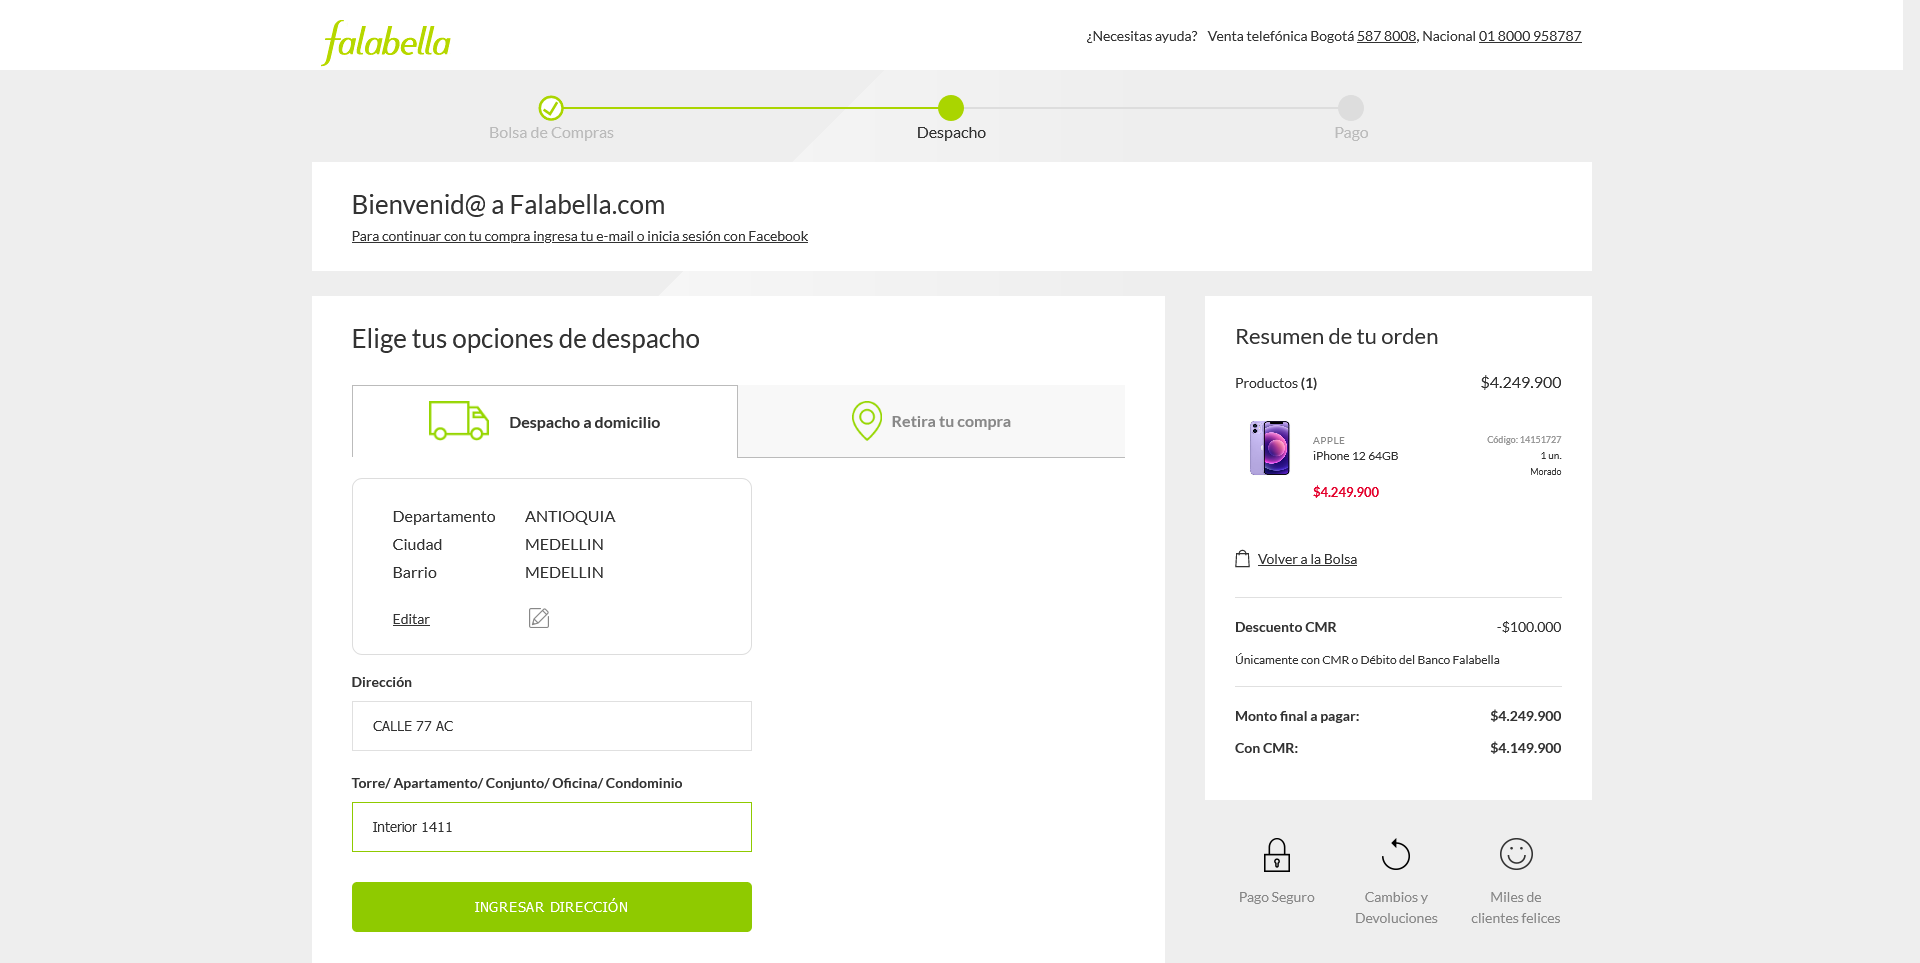 falabella
¿Necesitas ayuda? Venta telefónica Bogotá 587 8008, Nacional 01 8000 958787
Bolsa de Compras
Despacho
Pago
Bienvenid@ a Falabella.com
Para continuar con tu compra ingresa tu e-mail o inicia sesión con Facebook
Elige tus opciones de despacho
Despacho a domicilio
Retira tu compra
Departamento ANTIOQUIA
Ciudad MEDELLIN
Barrio MEDELLIN
Editar
Dirección
CALLE 77 AC
Torre/ Apartamento/ Conjunto/ Oficina/ Condominio
Interior 1411
INGRESAR DIRECCIÓN
Resumen de tu orden
Productos (1) $4.249.900
APPLE
iPhone 12 64GB
$4.249.900
Código: 14151727
1 un.
Morado
Volver a la Bolsa
Descuento CMR -$100.000
Únicamente con CMR o Débito del Banco Falabella
Monto final a pagar: $4.249.900
Con CMR: $4.149.900
Pago Seguro
Cambios y
Devoluciones
Miles de
clientes felices